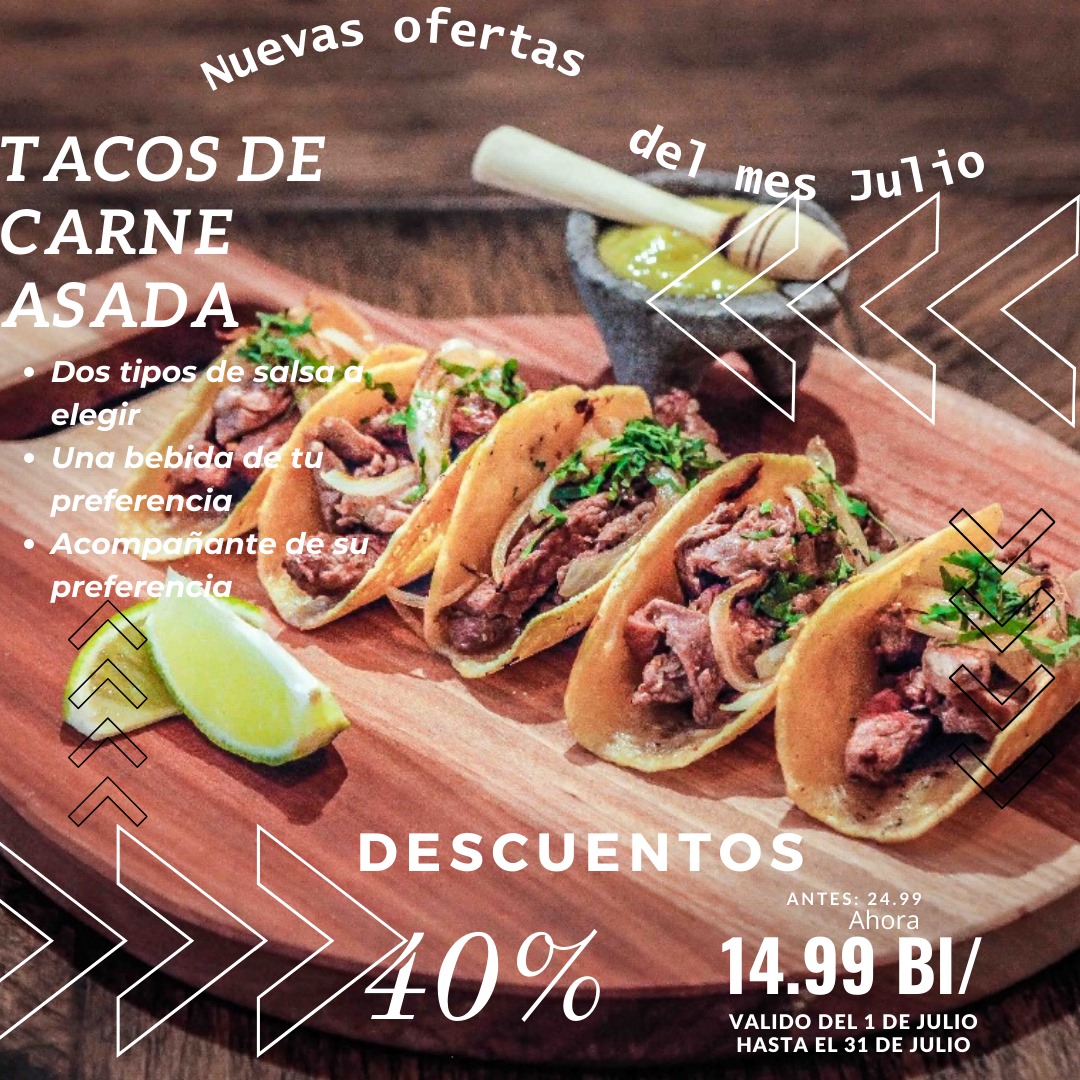 Nuevas ofertas
del mes Julio
TACOS DE
CARNE
ASADA
• Dos tipos de salsa a
elegir
• Una bebida de tu
preferencia
• Acompañante de su
preferencia
DESCUENTOS
ANTES: 24.99
Ahora
40%
14.99 Bl/
VALIDO DEL 1 DE JULIO
HASTA EL 31 DE JULIO